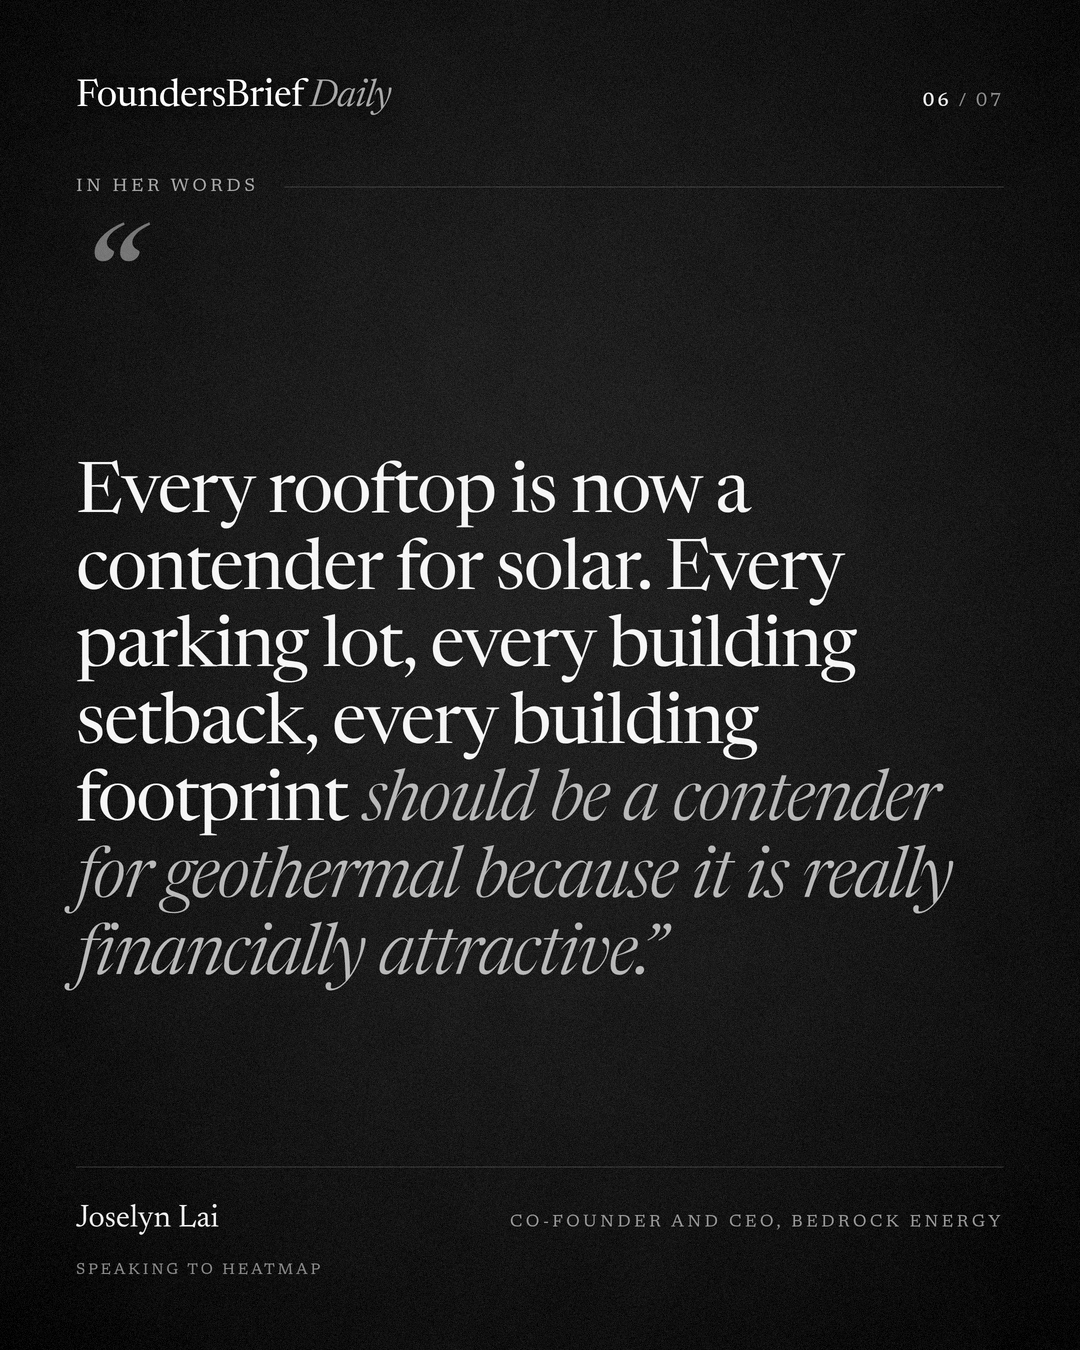 FoundersBrief Daily
06 / 07
IN HER WORDS
“
Every rooftop is now a
contender for solar. Every
parking lot, every building
setback, every building
footprint should be a contender
for geothermal because it is really
financially attractive.”
Joselyn Lai
CO-FOUNDER AND CEO, BEDROCK ENERGY
SPEAKING TO HEATMAP